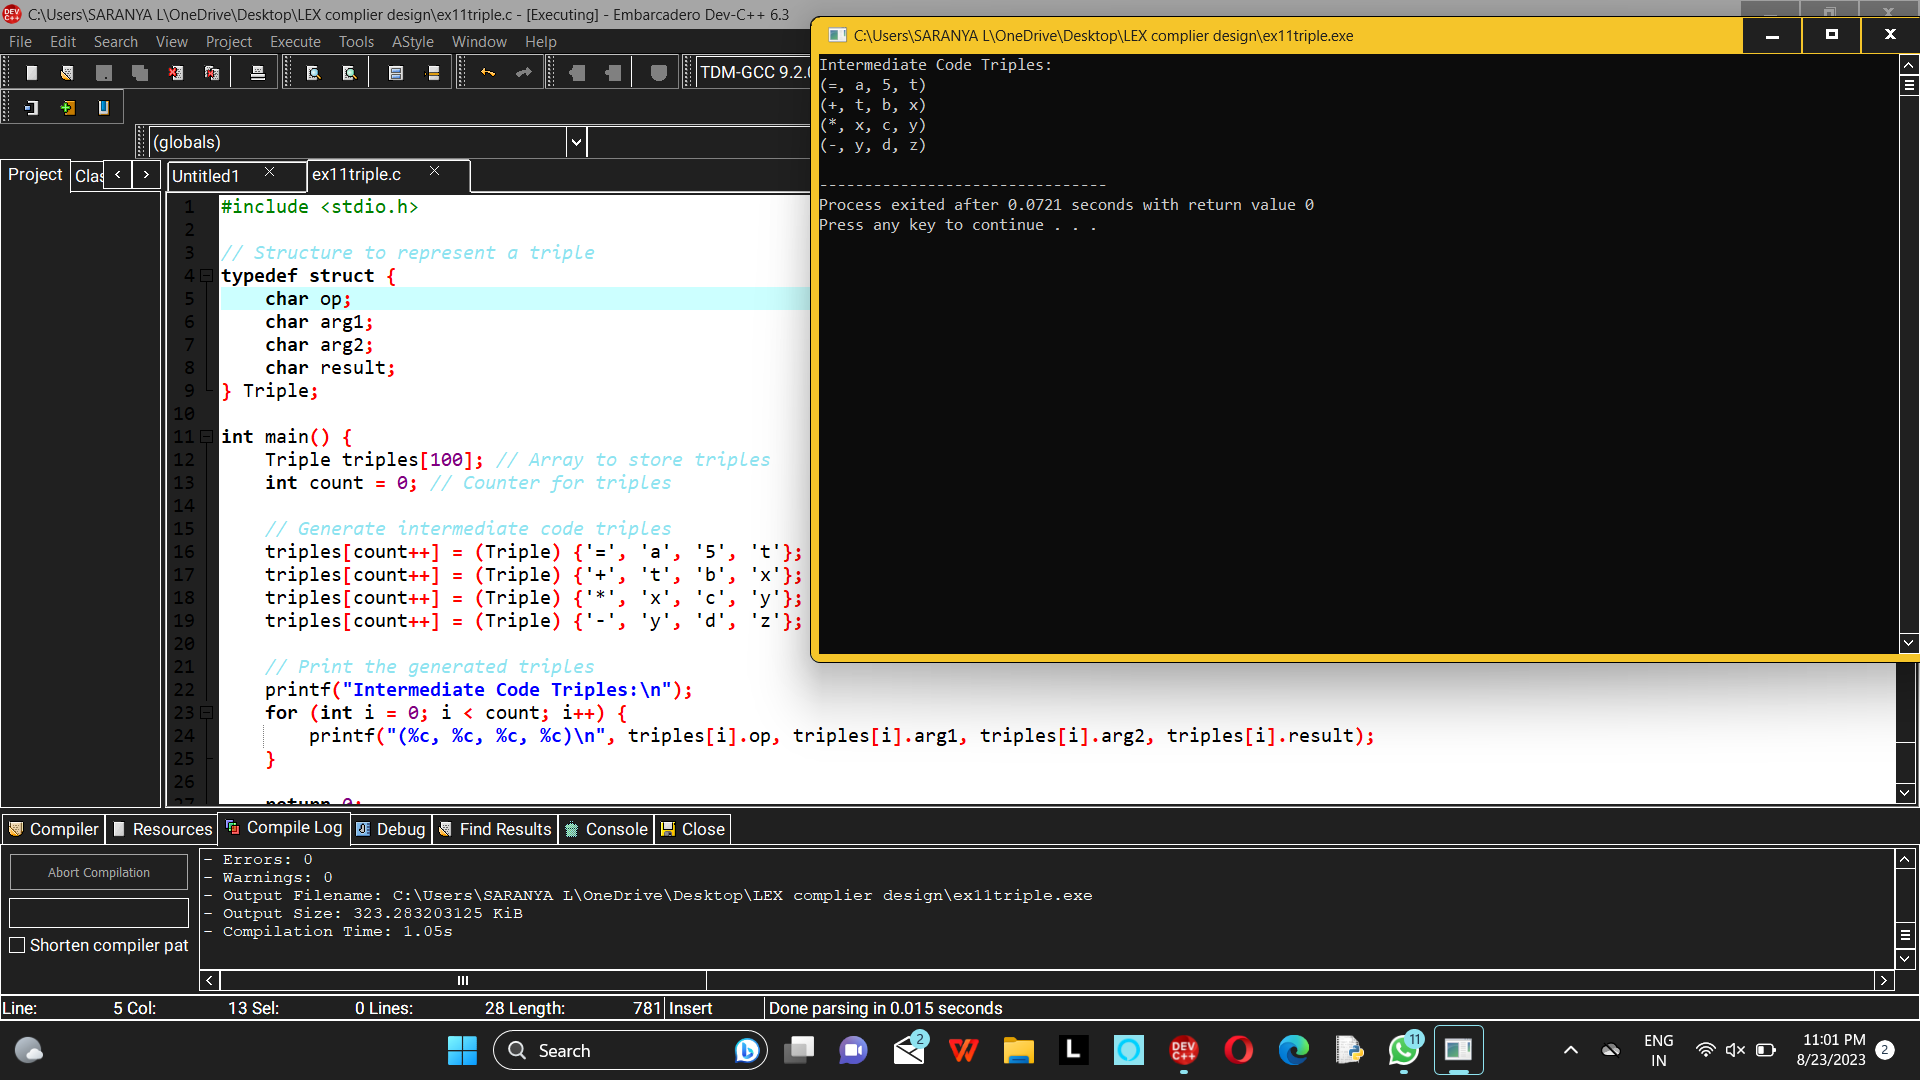 C:\Users\SARANYA L\OneDrive\Desktop\LEX complier design\ex11triple.c - [Executing] - Embarcadero Dev-C++ 6.3
File Edit Search View Project Execute Tools AStyle Window Help
TDM-GCC 9.2.0
(globals)
Project Clas
Untitled1 ex11triple.c
1 #include <stdio.h>
2
3 // Structure to represent a triple
4 typedef struct {
5 char op;
6 char arg1;
7 char arg2;
8 char result;
9 } Triple;
10
11 int main() {
12 Triple triples[100]; // Array to store triples
13 int count = 0; // Counter for triples
14
15 // Generate intermediate code triples
16 triples[count++] = (Triple) {'=', 'a', '5', 't'};
17 triples[count++] = (Triple) {'+', 't', 'b', 'x'};
18 triples[count++] = (Triple) {'*', 'x', 'c', 'y'};
19 triples[count++] = (Triple) {'-', 'y', 'd', 'z'};
20
21 // Print the generated triples
22 printf("Intermediate Code Triples:\n");
23 for (int i = 0; i < count; i++) {
24 printf("(%c, %c, %c, %c)\n", triples[i].op, triples[i].arg1, triples[i].arg2, triples[i].result);
25 }
26
27 return 0;
C:\Users\SARANYA L\OneDrive\Desktop\LEX complier design\ex11triple.exe
Intermediate Code Triples:
(=, a, 5, t)
(+, t, b, x)
(*, x, c, y)
(-, y, d, z)
--------------------------------
Process exited after 0.0721 seconds with return value 0
Press any key to continue . . .
Compiler Resources Compile Log Debug Find Results Console Close
Abort Compilation
Shorten compiler pat
- Errors: 0
- Warnings: 0
- Output Filename: C:\Users\SARANYA L\OneDrive\Desktop\LEX complier design\ex11triple.exe
- Output Size: 323.283203125 KiB
- Compilation Time: 1.05s
Line: 5 Col: 13 Sel: 0 Lines: 28 Length: 781 Insert Done parsing in 0.015 seconds
Search
2
L
DEV C++
11
ENG
IN
11:01 PM
8/23/2023
2